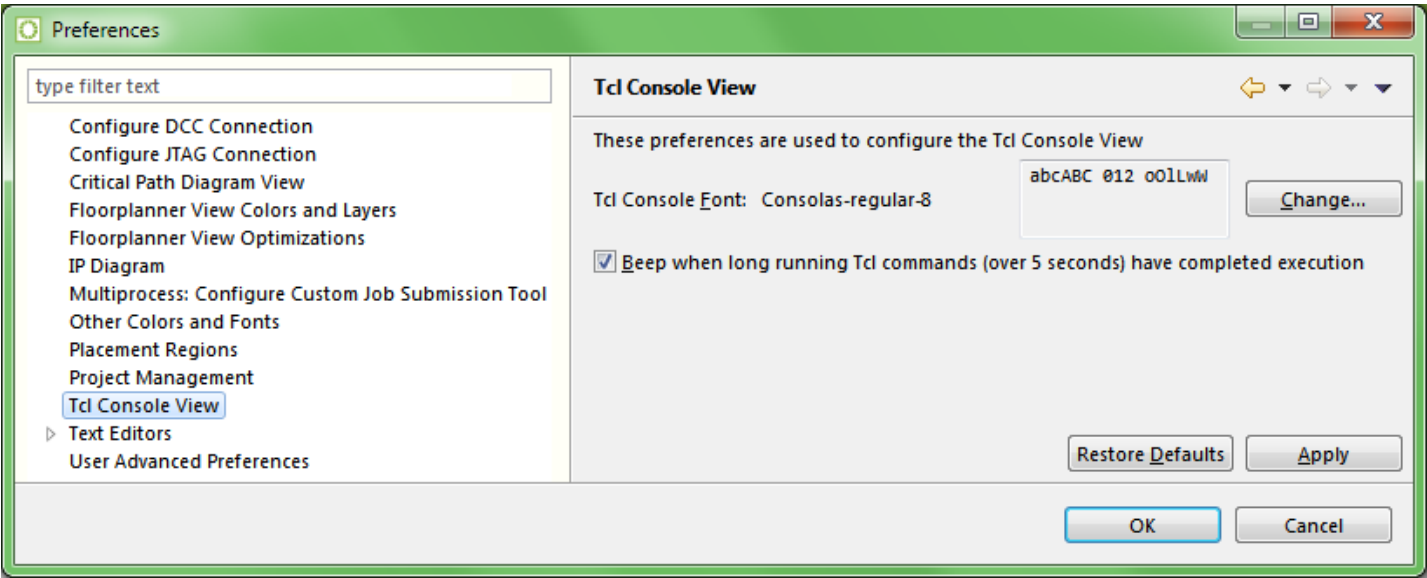 Preferences
type filter text
Configure DCC Connection
Configure JTAG Connection
Critical Path Diagram View
Floorplanner View Colors and Layers
Floorplanner View Optimizations
IP Diagram
Multiprocess: Configure Custom Job Submission Tool
Other Colors and Fonts
Placement Regions
Project Management
Tcl Console View
Text Editors
User Advanced Preferences
Tcl Console View
These preferences are used to configure the Tcl Console View
Tcl Console Font: Consolas-regular-8
abcABC 012 oOlLwW
Change...
Beep when long running Tcl commands (over 5 seconds) have completed execution
Restore Defaults
Apply
OK
Cancel